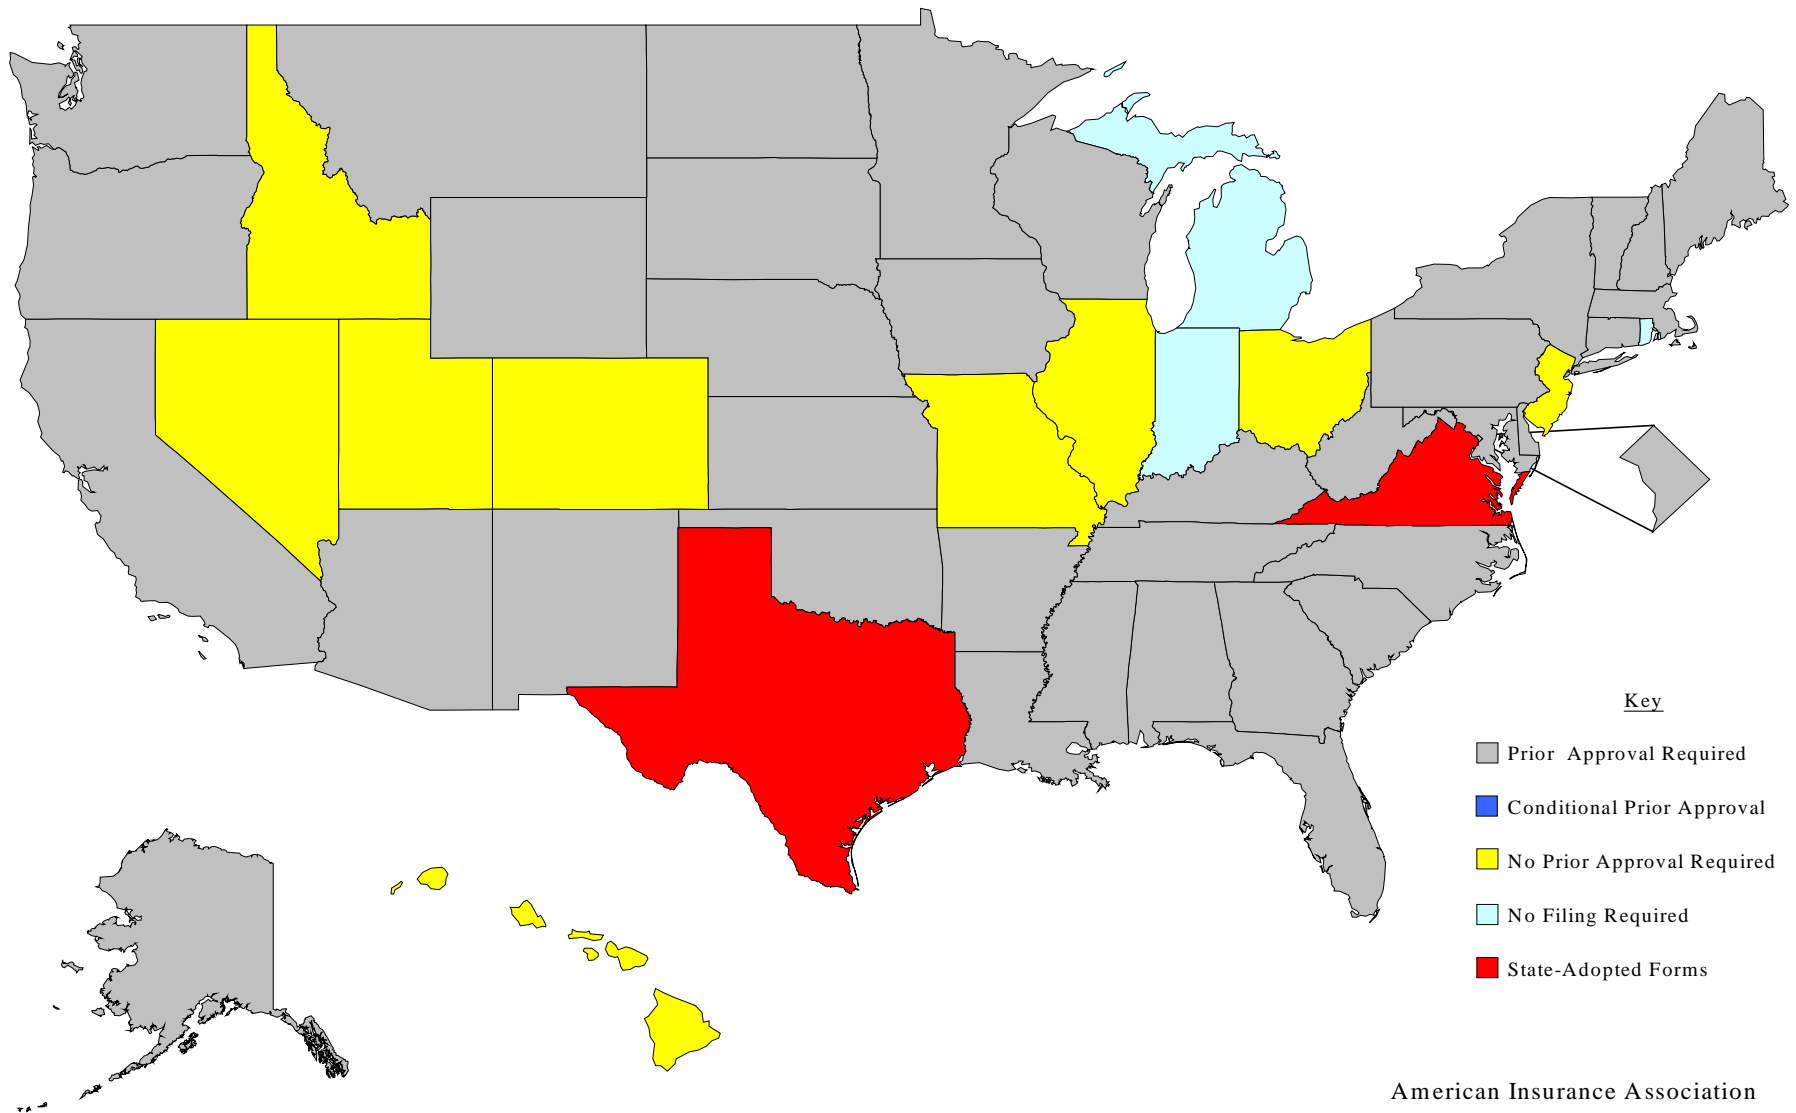 Key
Prior Approval Required
Conditional Prior Approval
No Prior Approval Required
No Filing Required
State-Adopted Forms
American Insurance Association